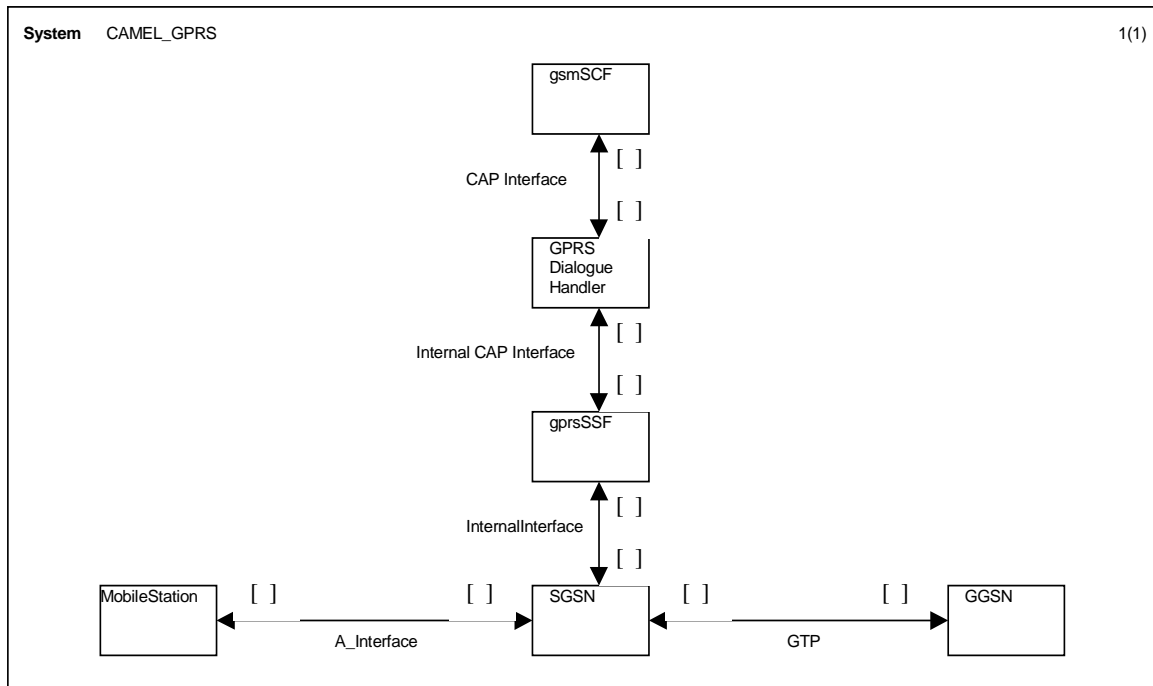 System CAMEL_GPRS 1(1)
gsmSCF
[ ]
CAP Interface
[ ]
GPRS
Dialogue
Handler
[ ]
Internal CAP Interface
[ ]
gprsSSF
[ ]
InternalInterface
[ ]
MobileStation [ ] [ ] SGSN [ ] [ ] GGSN
A_Interface GTP